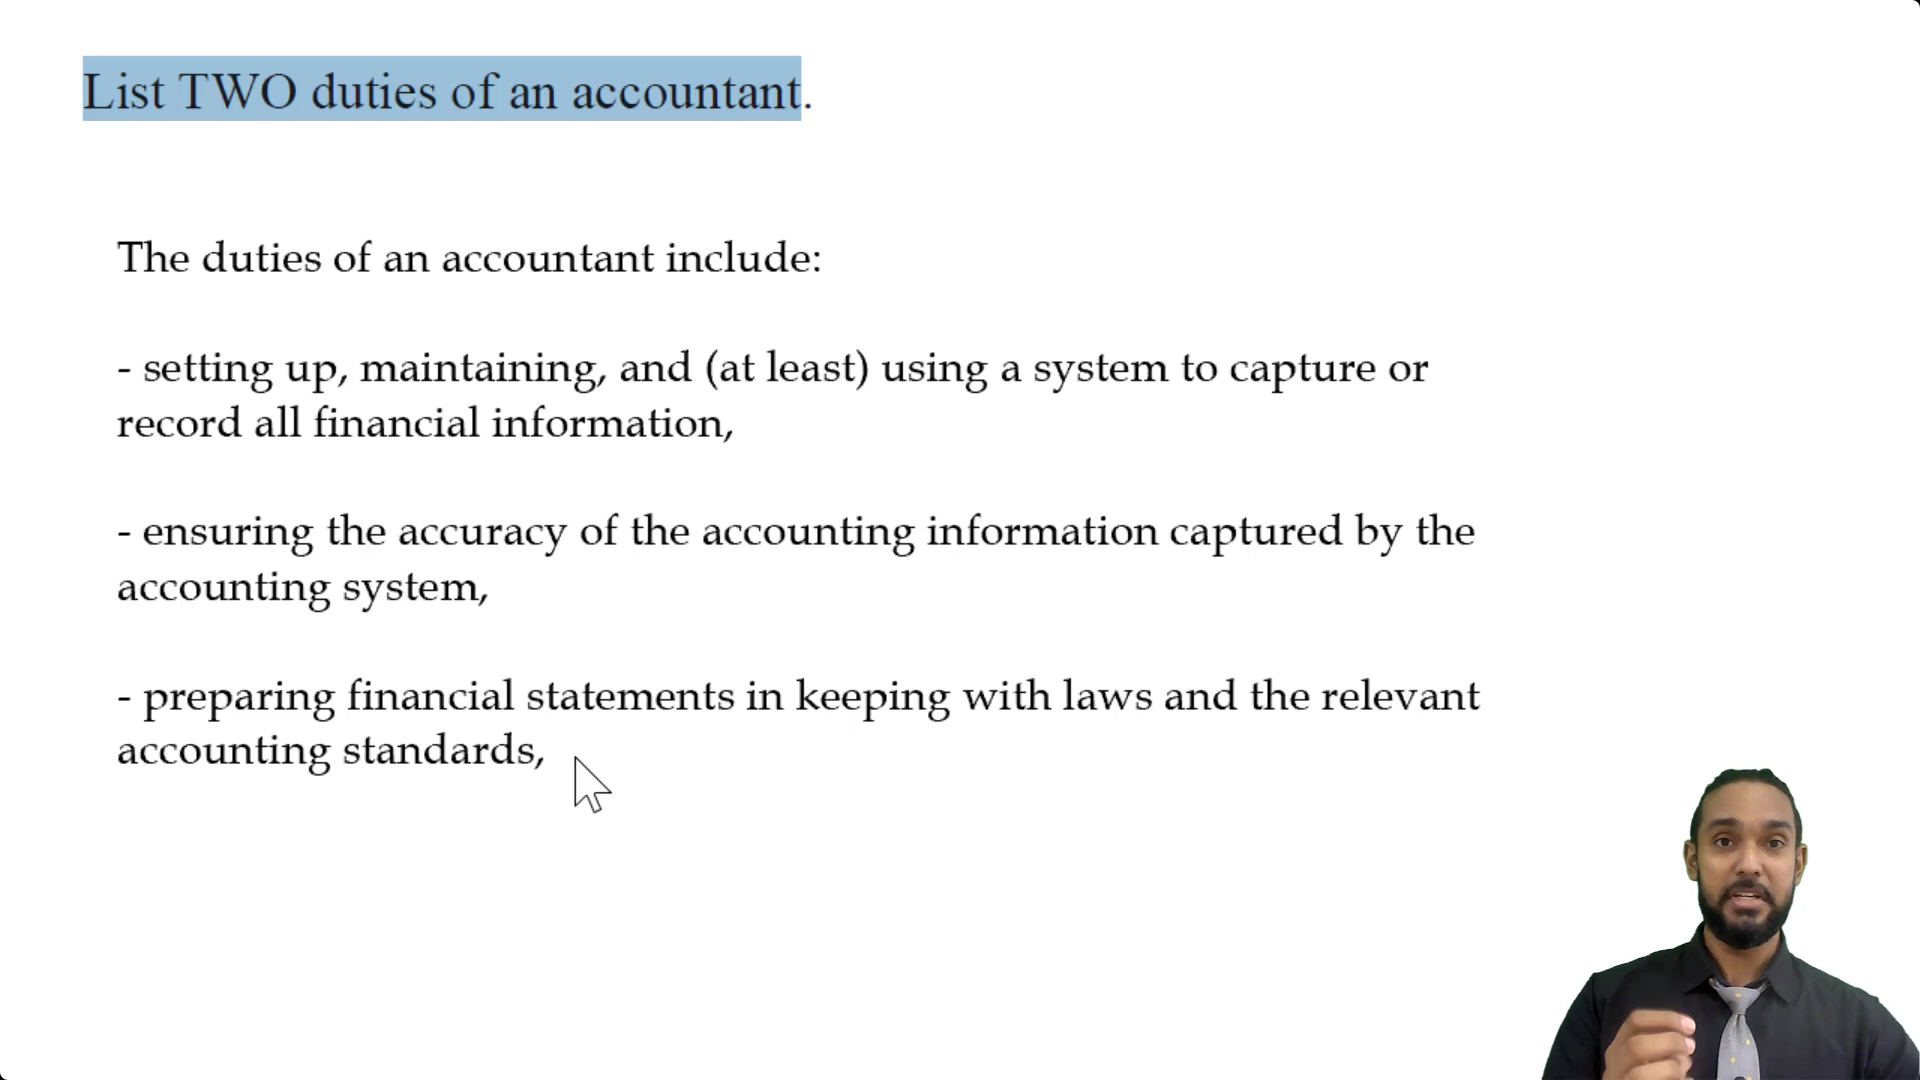 List TWO duties of an accountant.
The duties of an accountant include:
- setting up, maintaining, and (at least) using a system to capture or
record all financial information,
- ensuring the accuracy of the accounting information captured by the
accounting system,
- preparing financial statements in keeping with laws and the relevant
accounting standards,